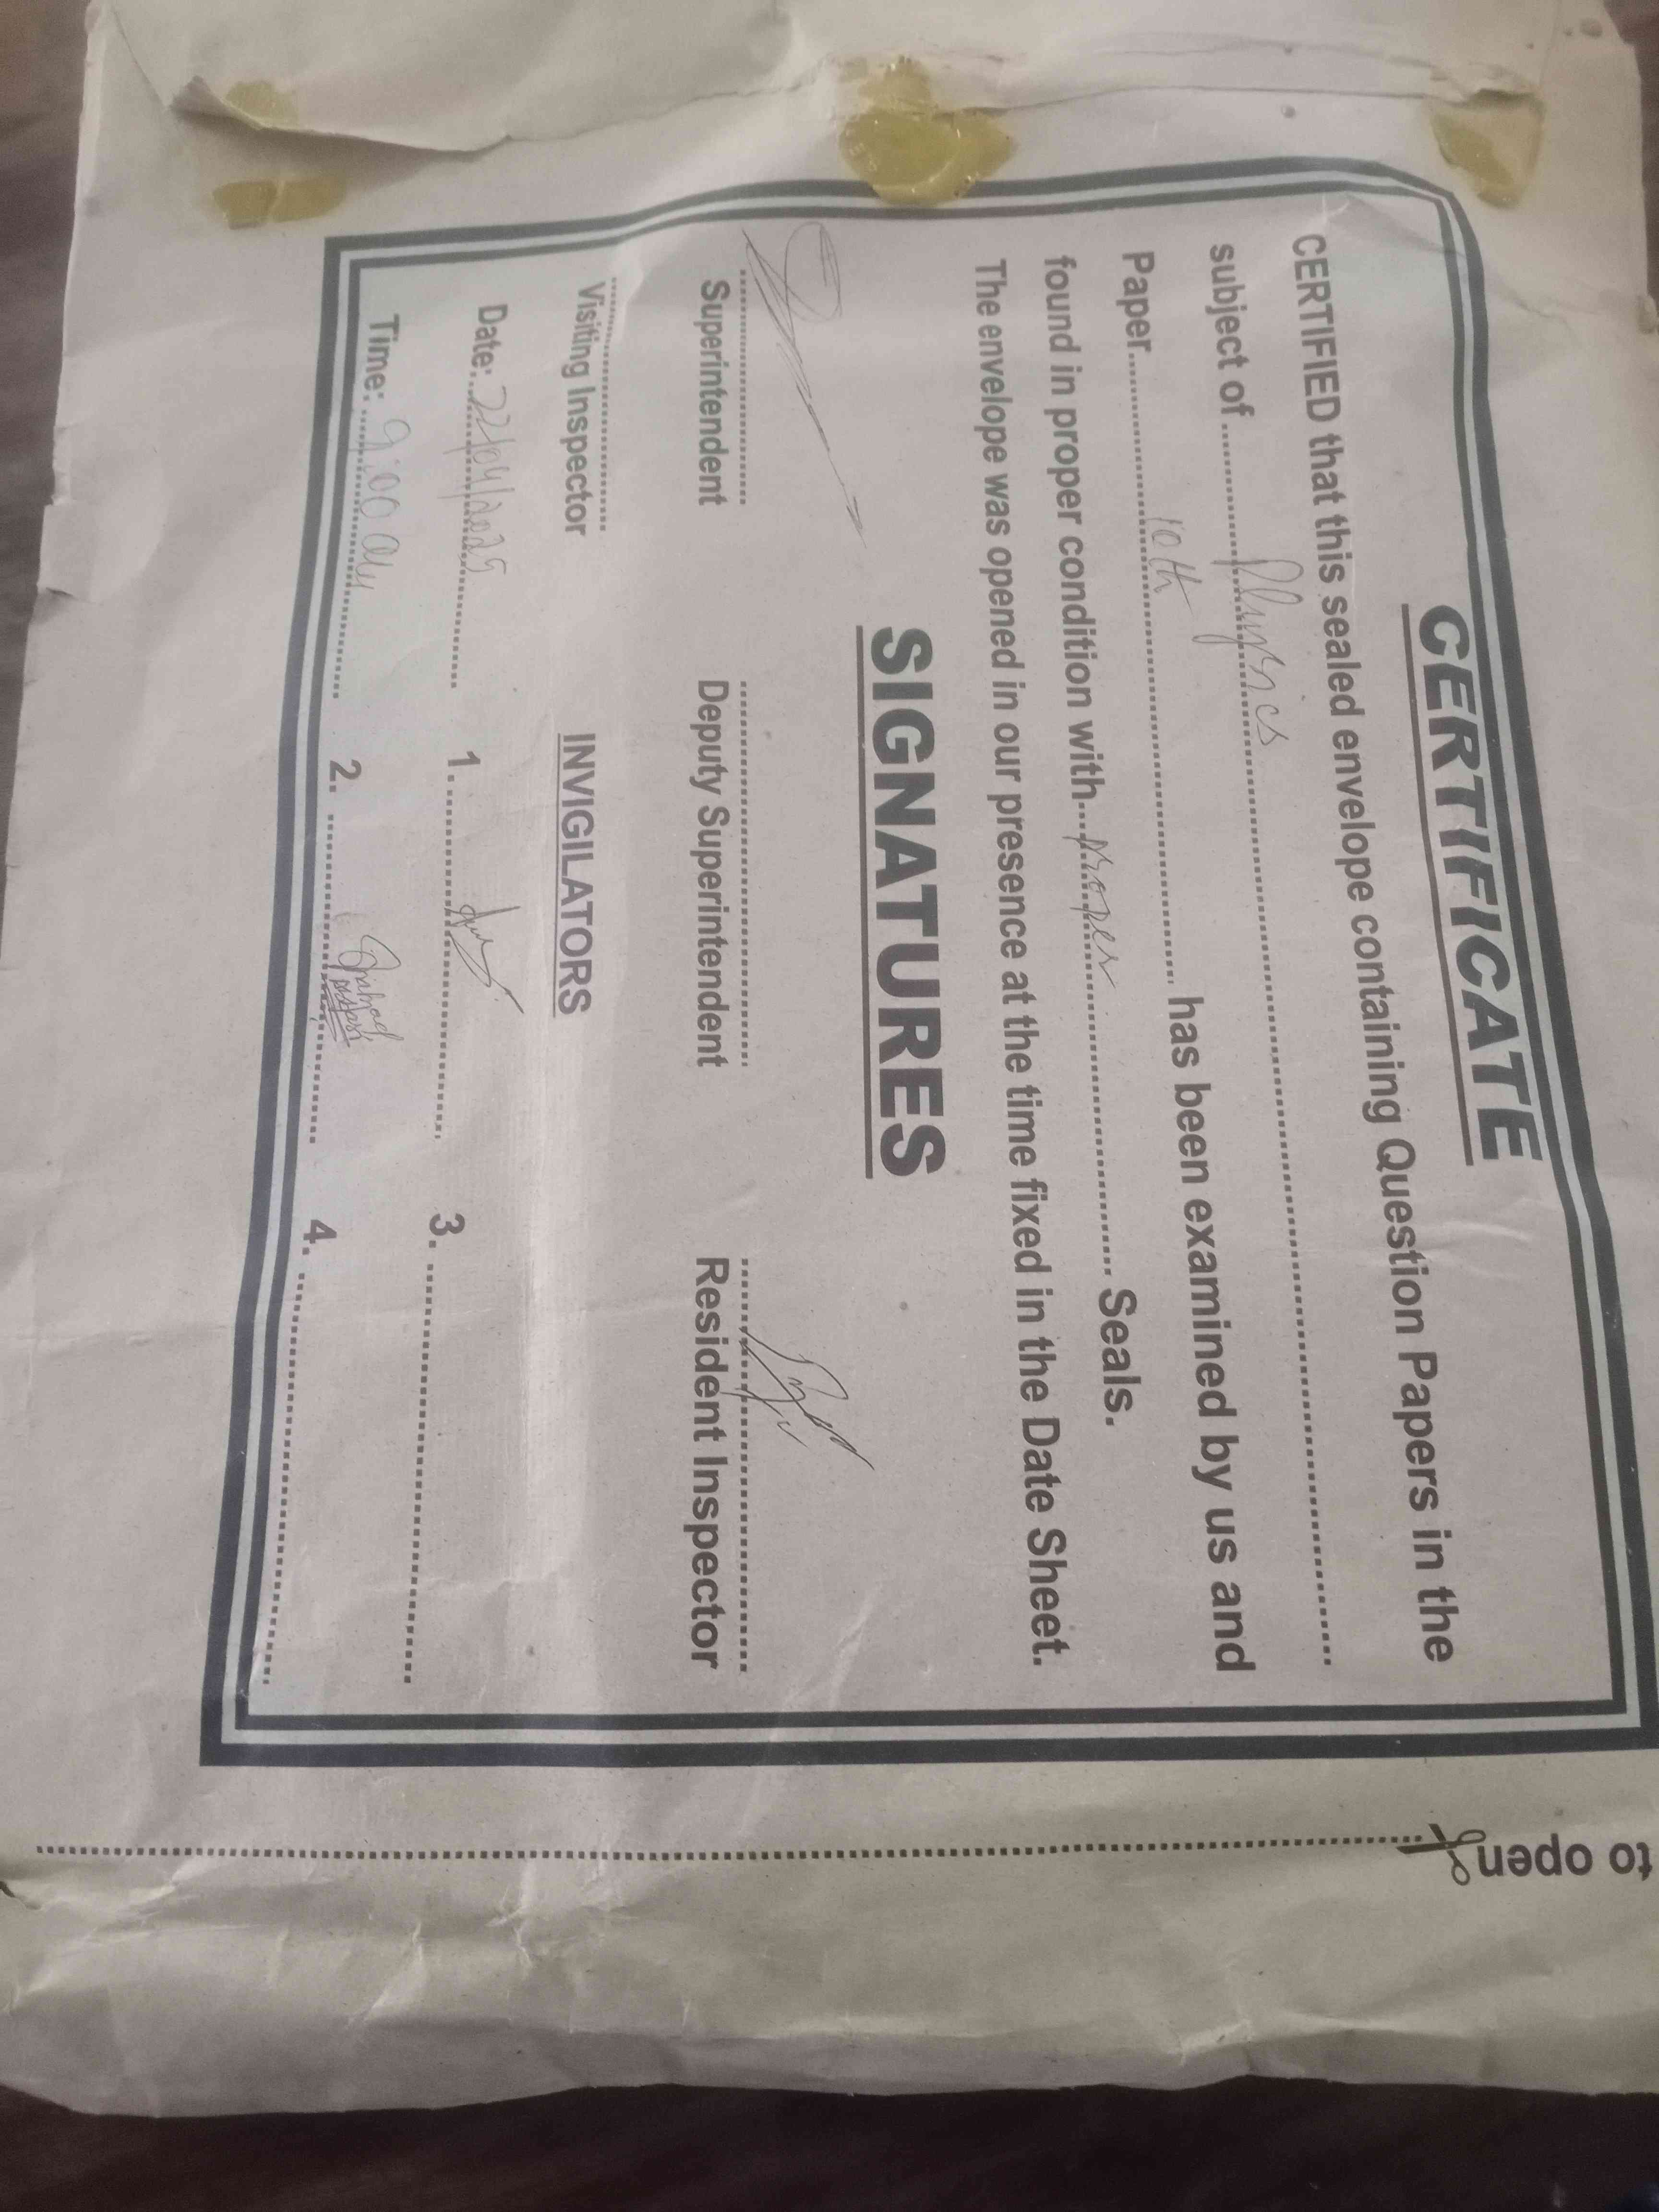 CERTIFICATE
CERTIFIED that this sealed envelope containing Question Papers in the
subject of Physics
Paper 10th has been examined by us and
found in proper condition with proper Seals.
The envelope was opened in our presence at the time fixed in the Date Sheet.
SIGNATURES
Superintendent Deputy Superintendent Resident Inspector
Visiting Inspector INVIGILATORS
Date: 22/04/2025 1. 3.
Time: 9:00 AM 2. 4.
to open